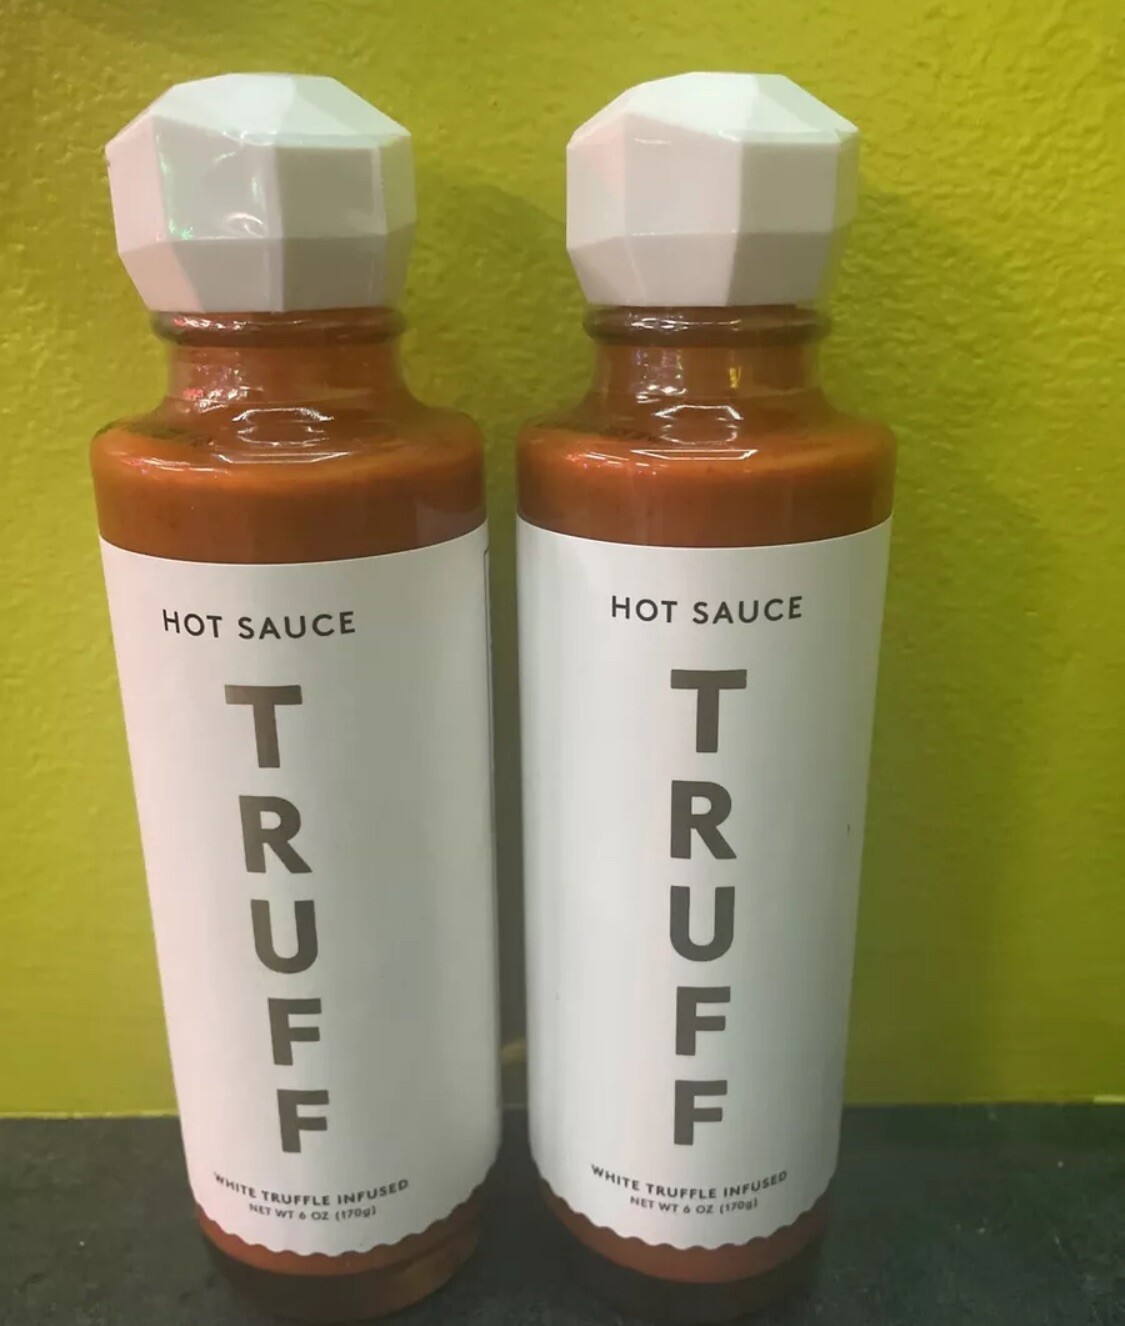 HOT SAUCE
TRUFF
WHITE TRUFFLE INFUSED
NET WT 6 OZ (170g)
HOT SAUCE
TRUFF
WHITE TRUFFLE INFUSED
NET WT 6 OZ (170g)